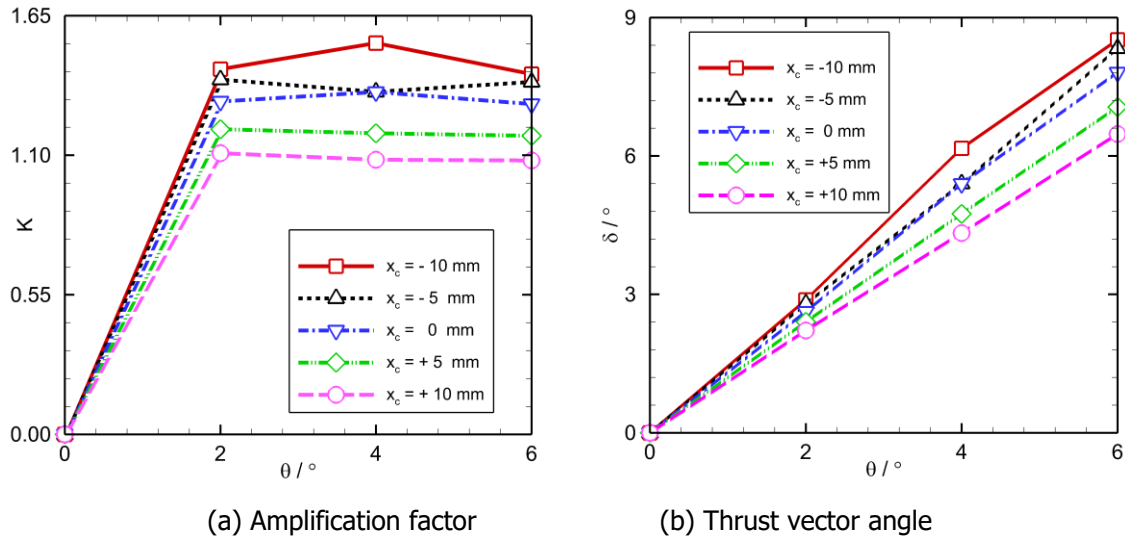 1.65
1.10
0.55
0.00
K
0
2
4
6
θ / °
x_c = - 10 mm
x_c = - 5 mm
x_c = 0 mm
x_c = + 5 mm
x_c = + 10 mm
(a) Amplification factor
9
6
3
0
δ / °
0
2
4
6
θ / °
x_c = -10 mm
x_c = -5 mm
x_c = 0 mm
x_c = +5 mm
x_c = +10 mm
(b) Thrust vector angle